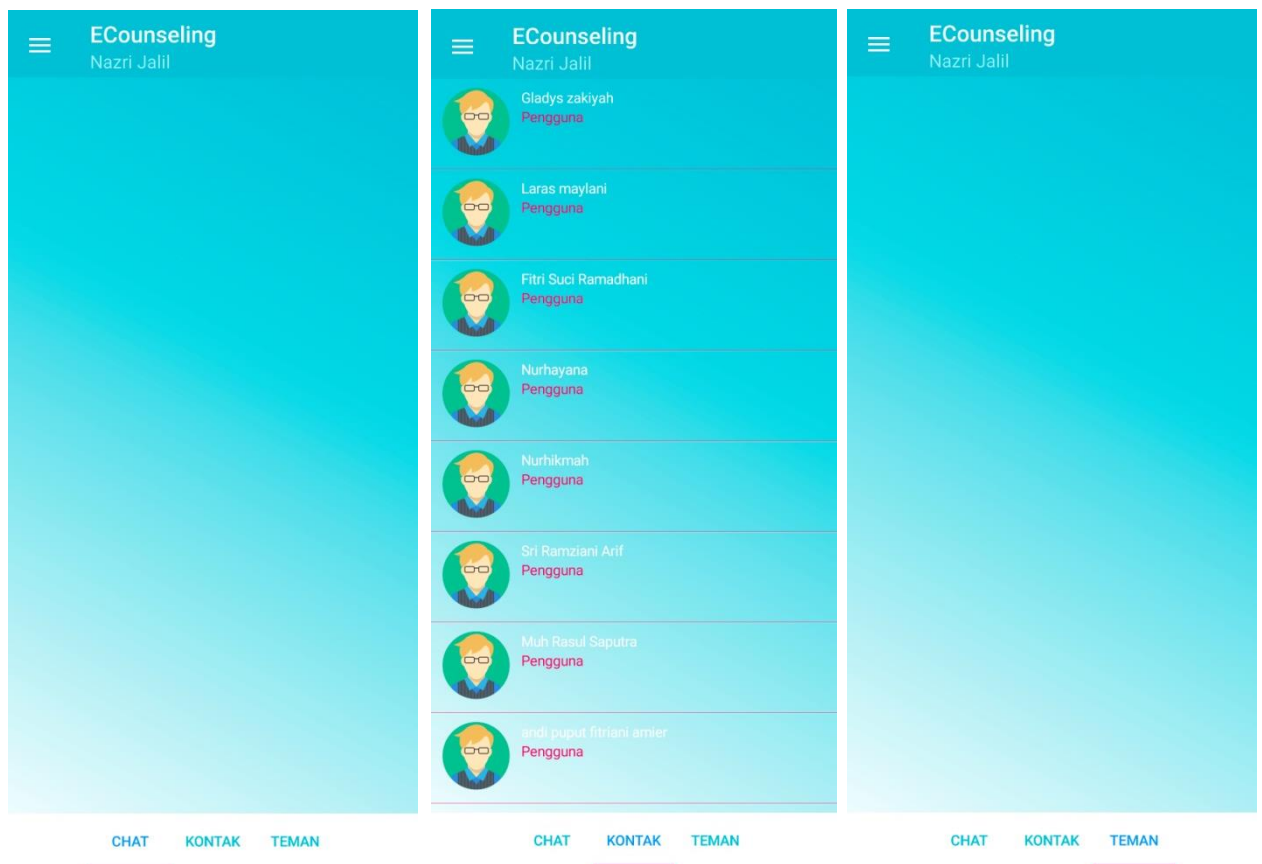 ECounseling
Nazri Jalil
CHAT KONTAK TEMAN
ECounseling
Nazri Jalil
Gladys zakiyah
Pengguna
Laras maylani
Pengguna
Fitri Suci Ramadhani
Pengguna
Nurhayana
Pengguna
Nurhikmah
Pengguna
Sri Ramziani Arif
Pengguna
Muh Rasul Saputra
Pengguna
andi puput fitriani amier
Pengguna
CHAT KONTAK TEMAN
ECounseling
Nazri Jalil
CHAT KONTAK TEMAN